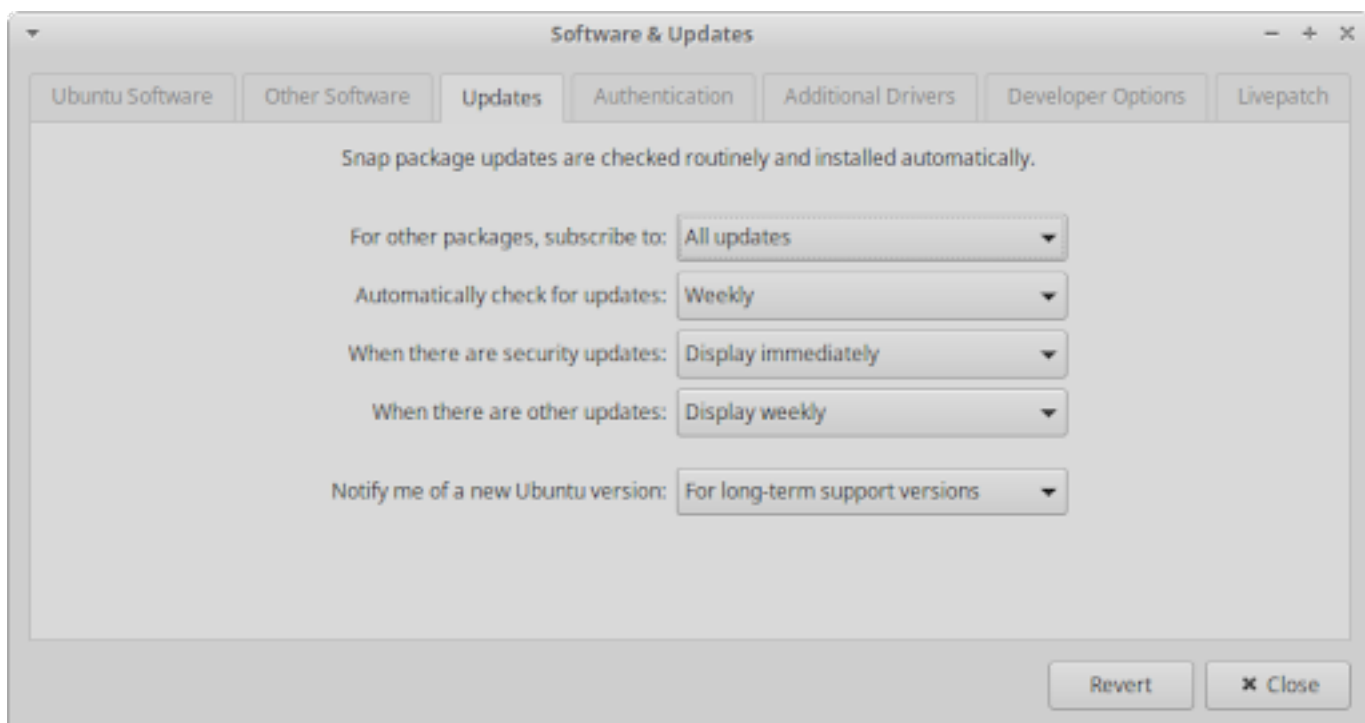 Software & Updates
Ubuntu Software Other Software Updates Authentication Additional Drivers Developer Options Livepatch
Snap package updates are checked routinely and installed automatically.
For other packages, subscribe to: All updates
Automatically check for updates: Weekly
When there are security updates: Display immediately
When there are other updates: Display weekly
Notify me of a new Ubuntu version: For long-term support versions
Revert Close